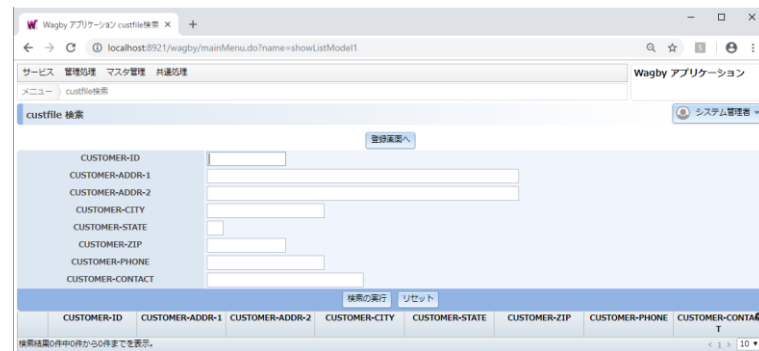 Wagby アプリケーション custfile検索 × +
localhost:8921/wagby/mainMenu.do?name=showListModel1
サービス 管理処理 マスタ管理 共通処理
Wagby アプリケーション
メニュー custfile検索
custfile 検索
システム管理者
登録画面へ
CUSTOMER-ID
CUSTOMER-ADDR-1
CUSTOMER-ADDR-2
CUSTOMER-CITY
CUSTOMER-STATE
CUSTOMER-ZIP
CUSTOMER-PHONE
CUSTOMER-CONTACT
検索の実行 リセット
CUSTOMER-ID CUSTOMER-ADDR-1 CUSTOMER-ADDR-2 CUSTOMER-CITY CUSTOMER-STATE CUSTOMER-ZIP CUSTOMER-PHONE CUSTOMER-CONTAC
T
検索結果0件中0件から0件までを表示。 < 1 > 10